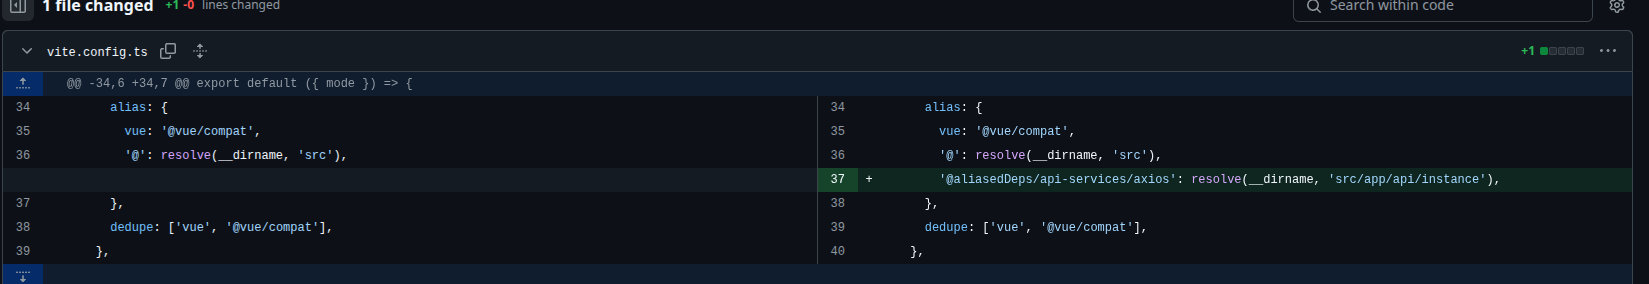 1 file changed +1 -0 lines changed Search within code
vite.config.ts +1
@@ -34,6 +34,7 @@ export default ({ mode }) => {
34 alias: { 34 alias: {
35 vue: '@vue/compat', 35 vue: '@vue/compat',
36 '@': resolve(__dirname, 'src'), 36 '@': resolve(__dirname, 'src'),
37 + '@aliasedDeps/api-services/axios': resolve(__dirname, 'src/app/api/instance'),
37 }, 38 },
38 dedupe: ['vue', '@vue/compat'], 39 dedupe: ['vue', '@vue/compat'],
39 }, 40 },